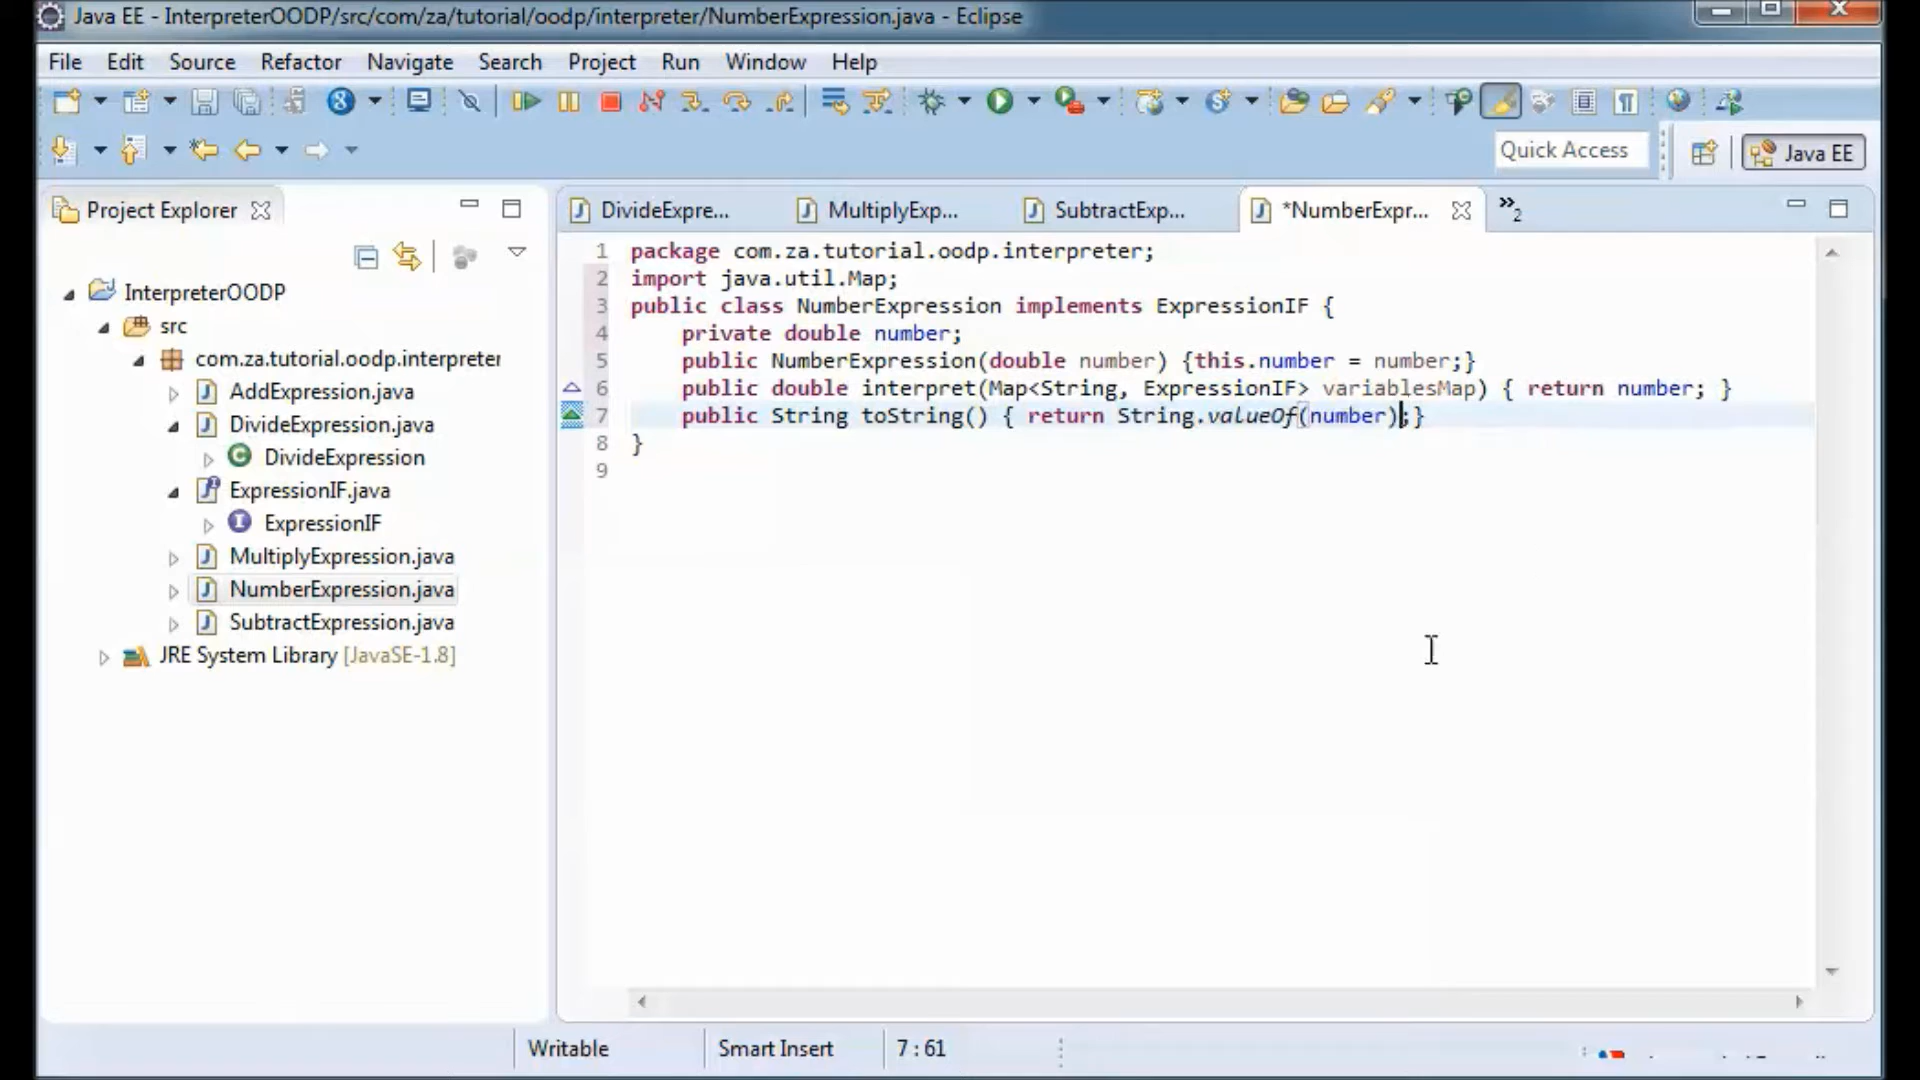 Java EE - InterpreterOODP/src/com/za/tutorial/oodp/interpreter/NumberExpression.java - Eclipse
File Edit Source Refactor Navigate Search Project Run Window Help
Quick Access
Java EE
Project Explorer
InterpreterOODP
src
com.za.tutorial.oodp.interpreter
AddExpression.java
DivideExpression.java
DivideExpression
ExpressionIF.java
ExpressionIF
MultiplyExpression.java
NumberExpression.java
SubtractExpression.java
JRE System Library [JavaSE-1.8]
DivideExpre... MultiplyExp... SubtractExp... *NumberExpr... »2
1 package com.za.tutorial.oodp.interpreter;
2 import java.util.Map;
3 public class NumberExpression implements ExpressionIF {
4 private double number;
5 public NumberExpression(double number) {this.number = number;}
6 public double interpret(Map<String, ExpressionIF> variablesMap) { return number; }
7 public String toString() { return String.valueOf(number);}
8 }
9
Writable Smart Insert 7 : 61